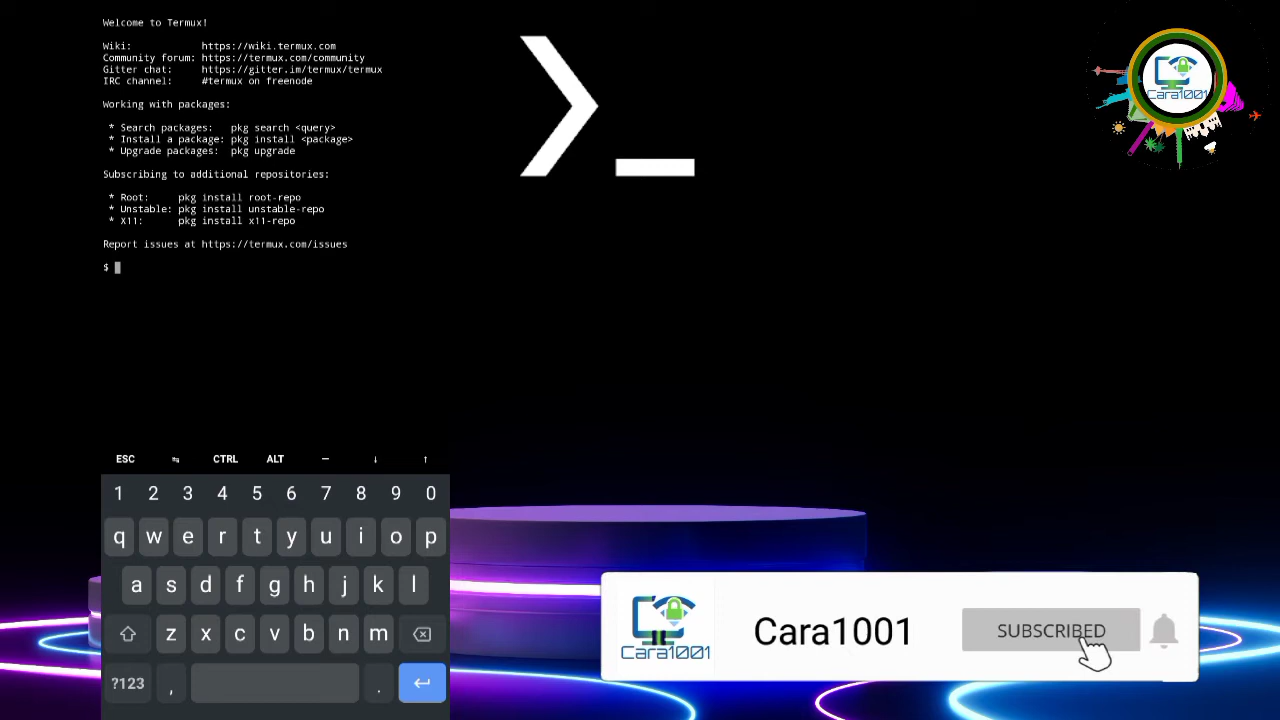 Welcome to Termux!
Wiki: https://wiki.termux.com
Community forum: https://termux.com/community
Gitter chat: https://gitter.im/termux/termux
IRC channel: #termux on freenode
Working with packages:
* Search packages: pkg search <query>
* Install a package: pkg install <package>
* Upgrade packages: pkg upgrade
Subscribing to additional repositories:
* Root: pkg install root-repo
* Unstable: pkg install unstable-repo
* X11: pkg install x11-repo
Report issues at https://termux.com/issues
$
Cara1001
ESC ↹ CTRL ALT — ↓ ↑
1 2 3 4 5 6 7 8 9 0
q w e r t y u i o p
a s d f g h j k l
z x c v b n m
?123 , .
Cara1001
Cara1001
SUBSCRIBED